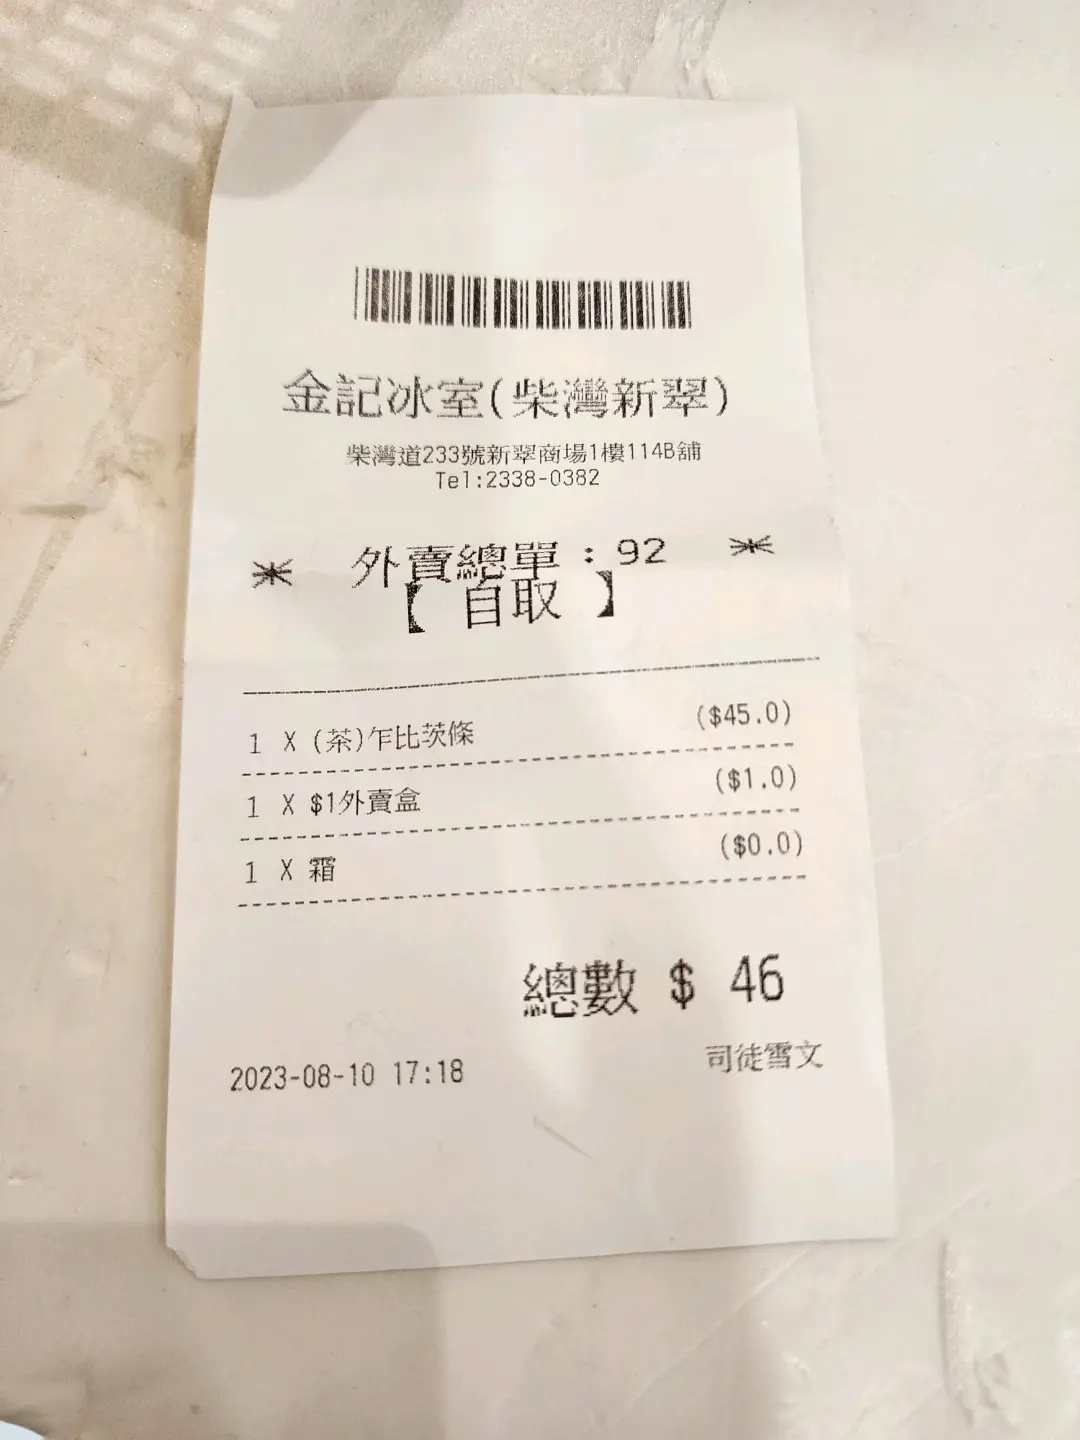 金記冰室(柴灣新翠)
柴灣道233號新翠商場1樓114B舖
Tel:2338-0382
* 外賣總單:92 *
【 自取 】
1 X (茶)乍比茨條 ($45.0)
1 X $1外賣盒 ($1.0)
1 X 霜 ($0.0)
總數 $ 46
2023-08-10 17:18 司徒雪文